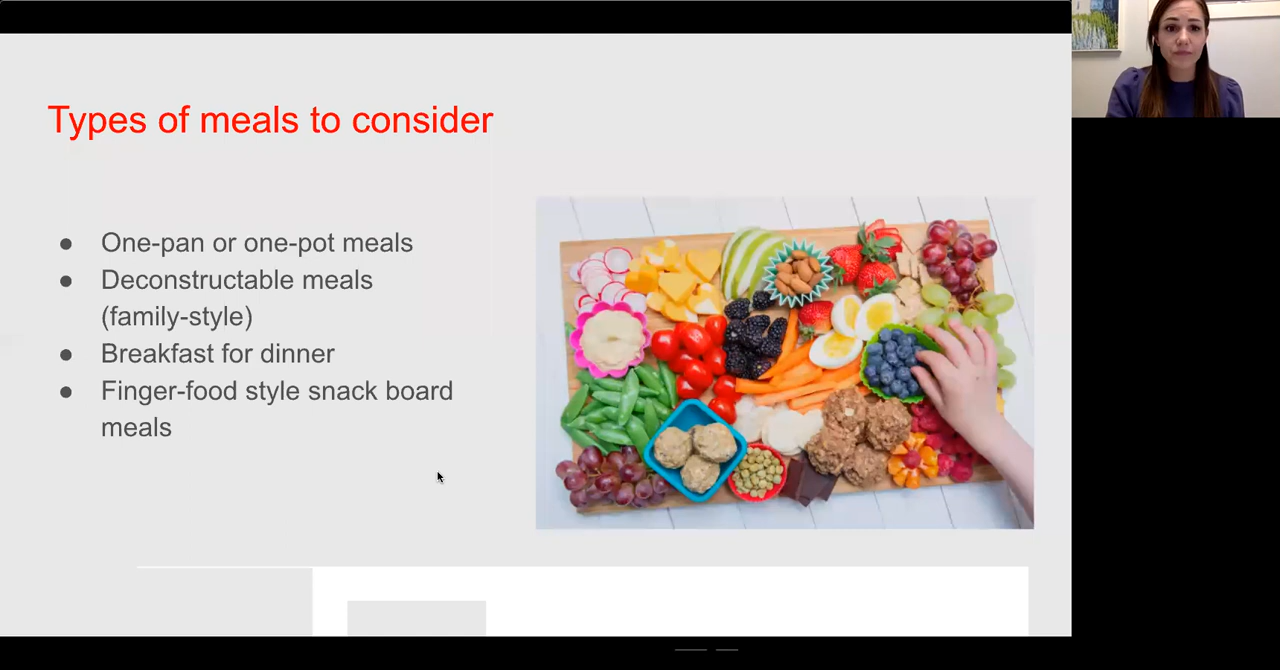 Types of meals to consider
● One-pan or one-pot meals
● Deconstructable meals
(family-style)
● Breakfast for dinner
● Finger-food style snack board
meals